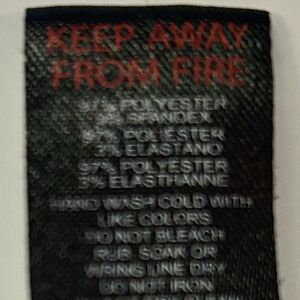 KEEP AWAY
FROM FIRE
97% POLYESTER
3% SPANDEX
97% POLIESTER
3% ELASTANO
97% POLYESTER
3% ELASTHANNE
HAND WASH COLD WITH
LIKE COLORS
DO NOT BLEACH
RUB, SOAK OR
WRING LINE DRY
DO NOT IRON